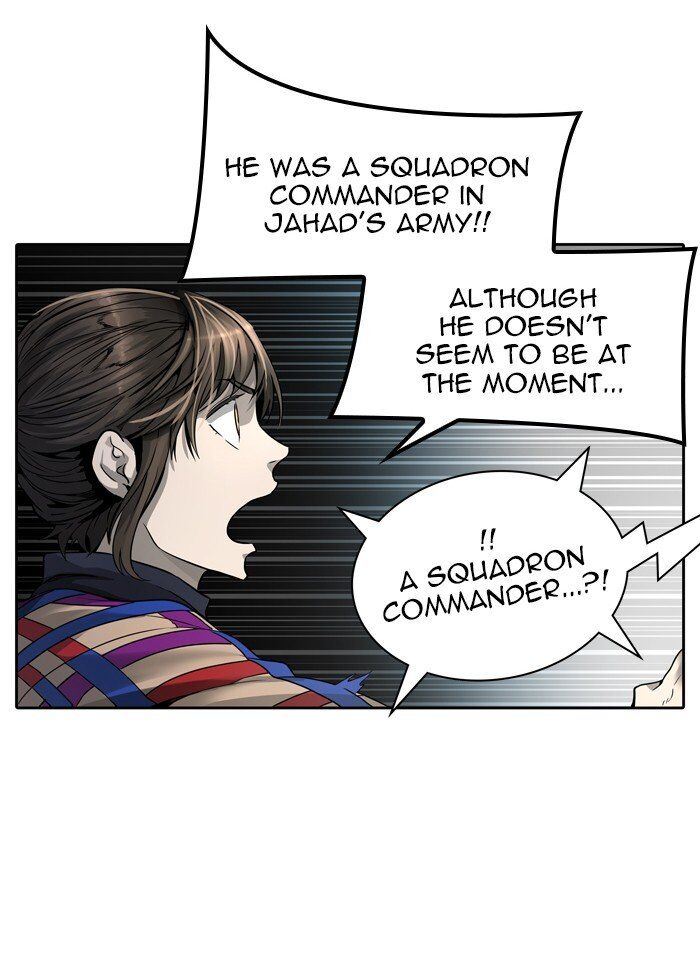 HE WAS A SQUADRON
COMMANDER IN
JAHAD'S ARMY!!
ALTHOUGH
HE DOESN'T
SEEM TO BE AT
THE MOMENT...
!!
A SQUADRON
COMMANDER...?!